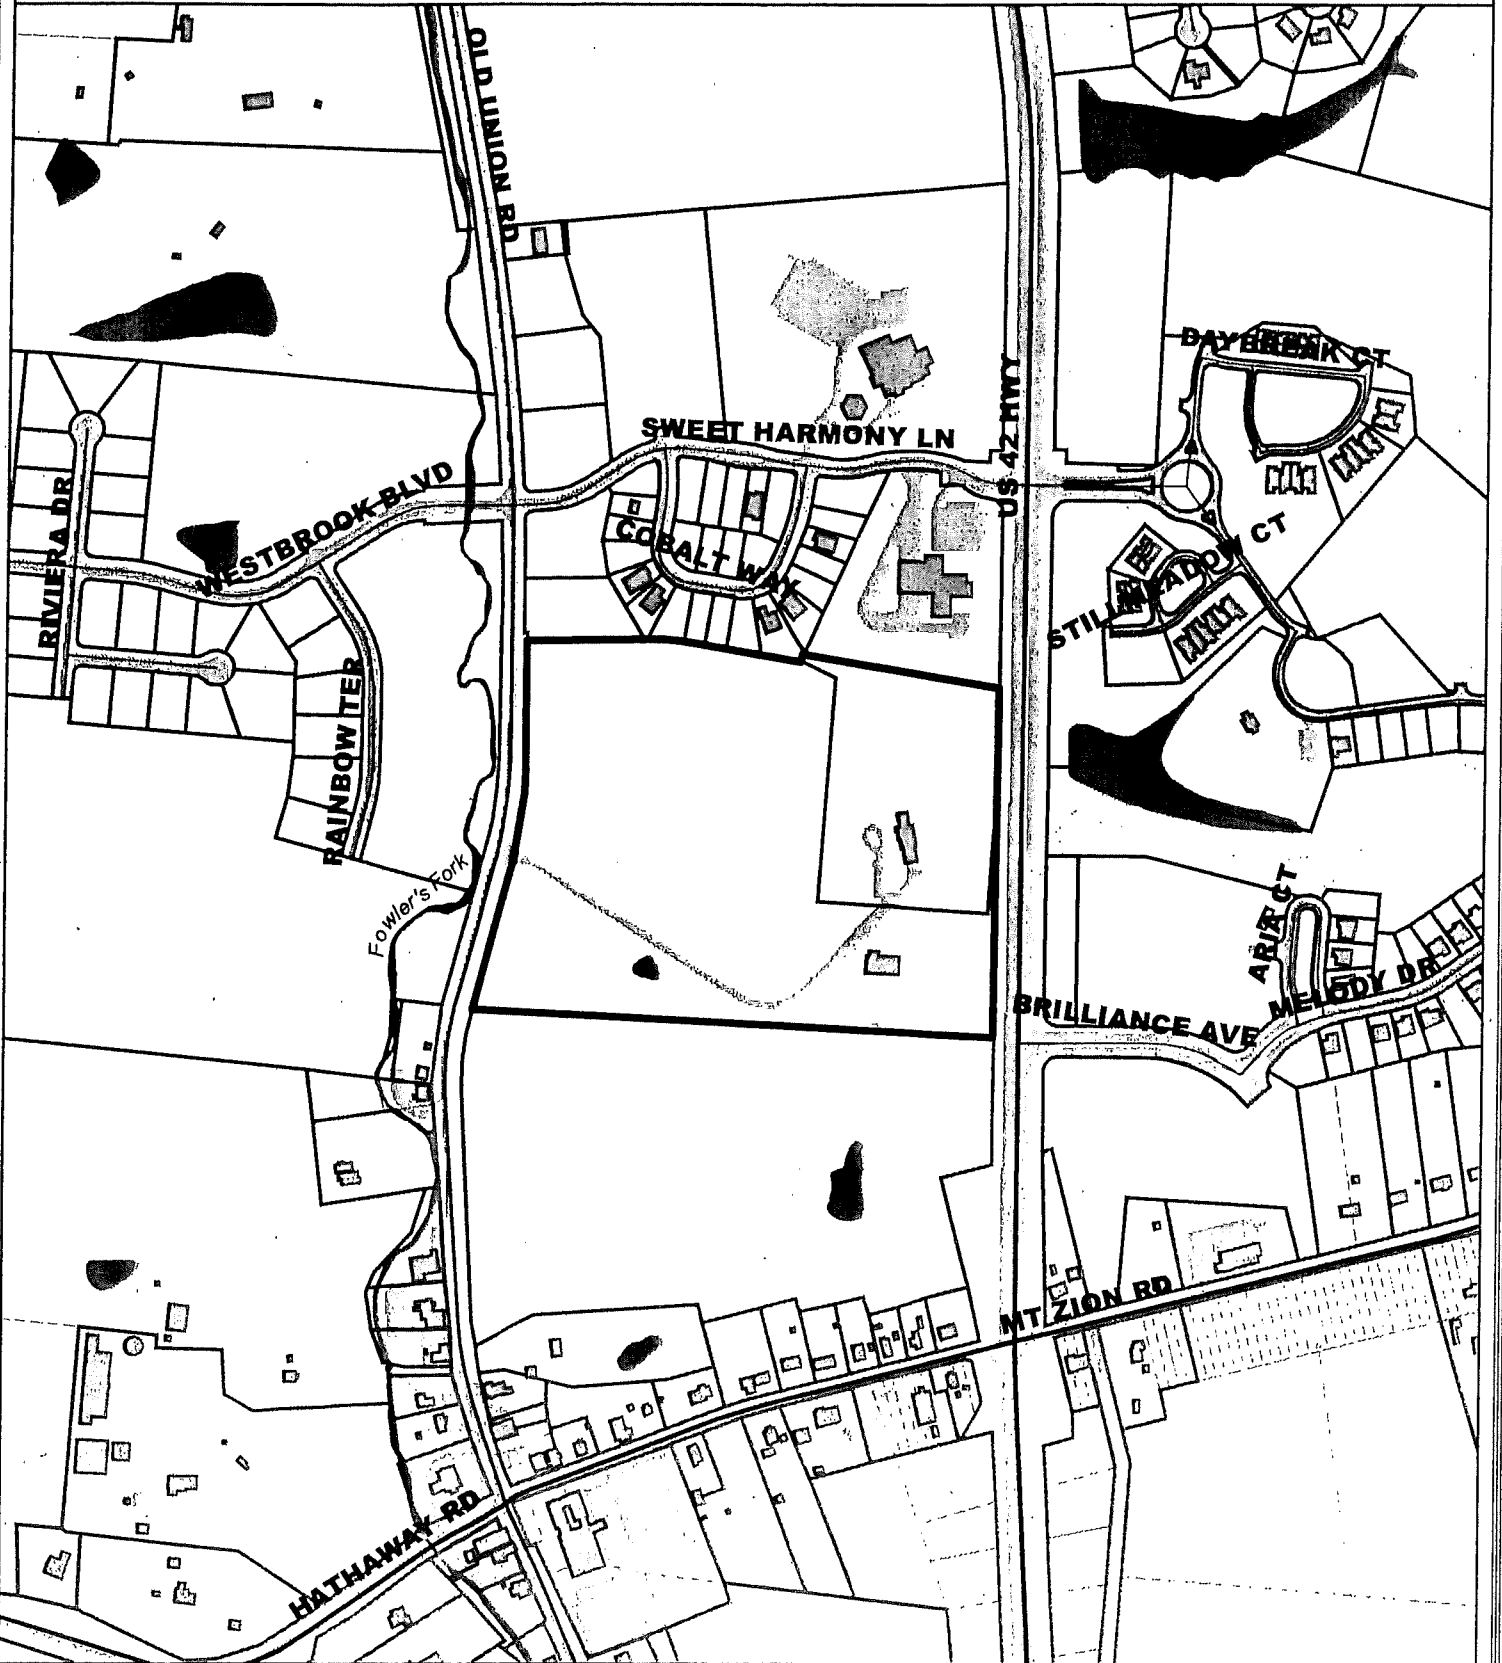 OLD UNION RD
DAYBREAK CT
SWEET HARMONY LN
US 42 HWY
WESTBROOK BLVD
RIVIERA DR
COBALT WAY
STILLMEADOW CT
RAINBOW TER
Fowler's Fork
ARIA CT
MELODY DR
BRILLIANCE AVE
MT ZION RD
HATHAWAY RD